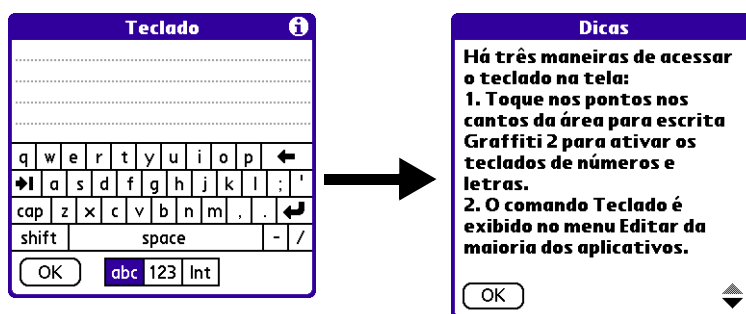 Teclado
q w e r t y u i o p
a s d f g h j k l ; '
cap z x c v b n m , .
shift space - /
OK abc 123 Int
Dicas
Há três maneiras de acessar
o teclado na tela:
1. Toque nos pontos nos
cantos da área para escrita
Graffiti 2 para ativar os
teclados de números e
letras.
2. O comando Teclado é
exibido no menu Editar da
maioria dos aplicativos.
OK